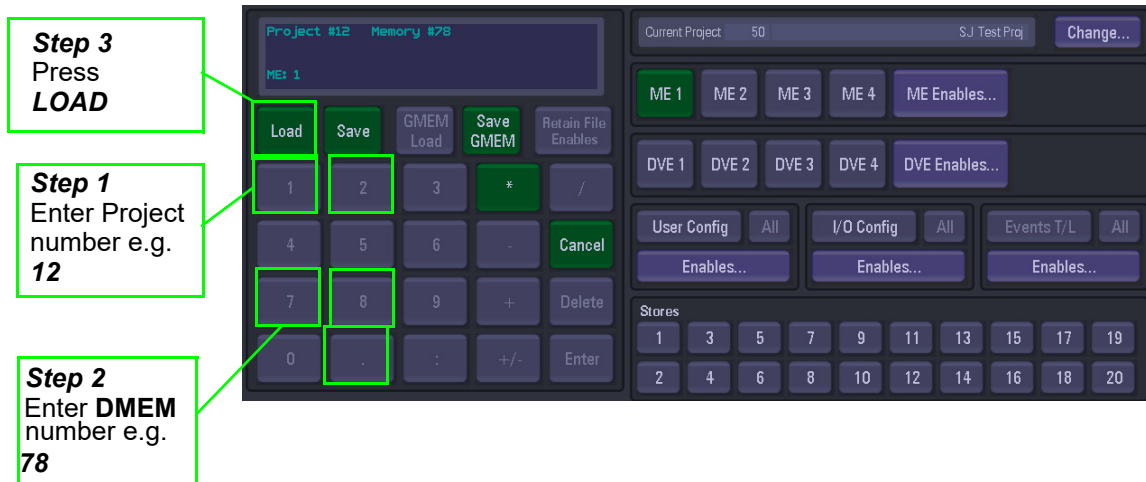 Step 3
Press
LOAD
Step 1
Enter Project
number e.g.
12
Step 2
Enter DMEM
number e.g.
78
Project #12 Memory #78
ME: 1
Load Save GMEM Load Save GMEM Retain File Enables
1 2 3 * /
4 5 6 - Cancel
7 8 9 + Delete
0 . : +/- Enter
Current Project 50 SJ Test Proj Change...
ME 1 ME 2 ME 3 ME 4 ME Enables...
DVE 1 DVE 2 DVE 3 DVE 4 DVE Enables...
User Config All I/O Config All Events T/L All
Enables... Enables... Enables...
Stores
1 3 5 7 9 11 13 15 17 19
2 4 6 8 10 12 14 16 18 20